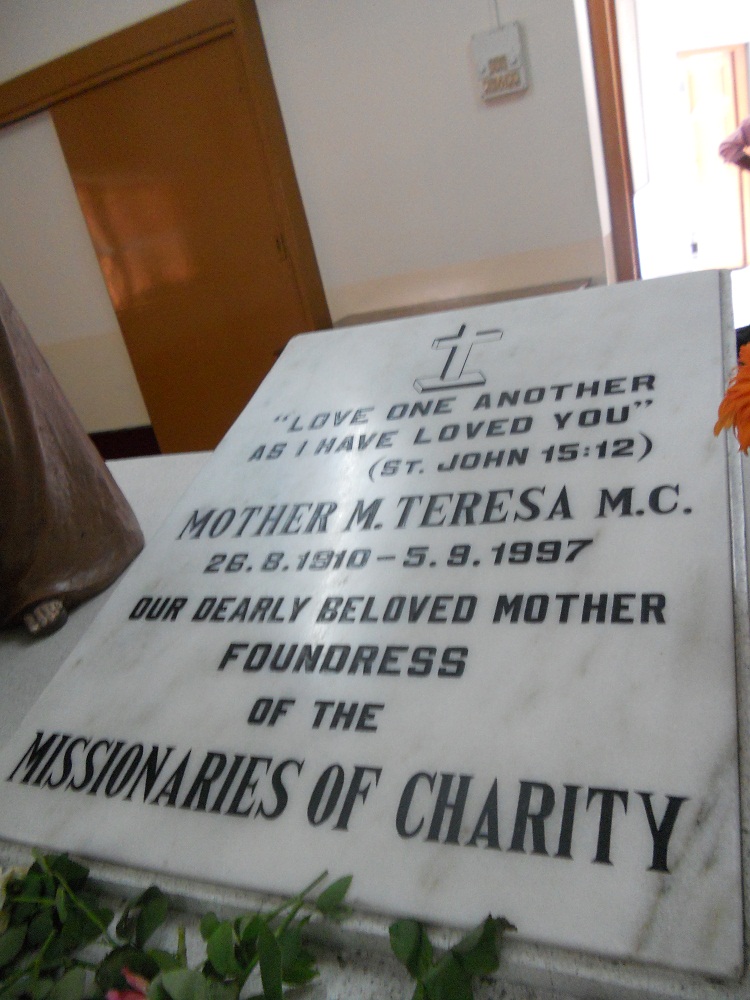 “LOVE ONE ANOTHER
AS I HAVE LOVED YOU”
(ST. JOHN 15:12)
MOTHER M. TERESA M.C.
26.8.1910–5.9.1997
OUR DEARLY BELOVED MOTHER
FOUNDRESS
OF THE
MISSIONARIES OF CHARITY